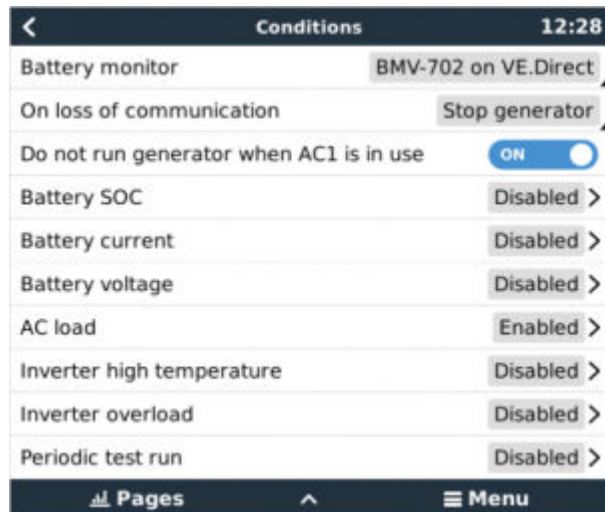 Conditions 12:28
Battery monitor BMV-702 on VE.Direct
On loss of communication Stop generator
Do not run generator when AC1 is in use ON
Battery SOC Disabled
Battery current Disabled
Battery voltage Disabled
AC load Enabled
Inverter high temperature Disabled
Inverter overload Disabled
Periodic test run Disabled
Pages Menu